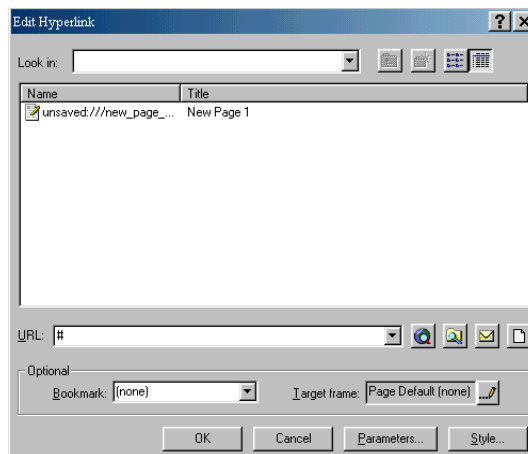 Edit Hyperlink
Look in:
Name Title
unsaved:///new_page_... New Page 1
URL: #
Optional
Bookmark: (none) Target frame: Page Default (none) ...
OK Cancel Parameters... Style...